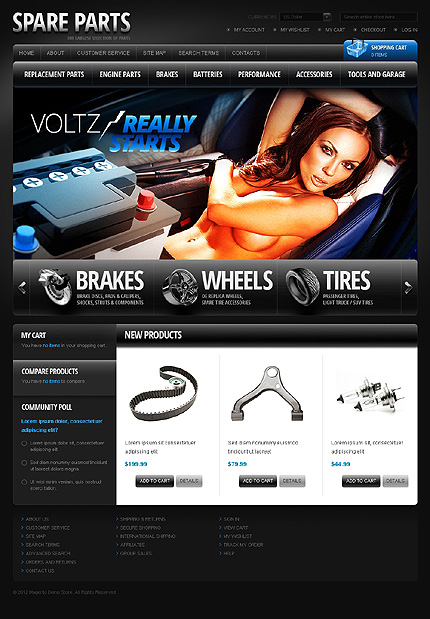 SPARE PARTS
CURRENCIES: US Dollar
MY ACCOUNT MY WISHLIST MY CART CHECKOUT LOG IN
HOME ABOUT CUSTOMER SERVICE SITE MAP SEARCH TERMS CONTACTS
SHOPPING CART
0 ITEMS
REPLACEMENT PARTS ENGINE PARTS BRAKES BATTERIES PERFORMANCE ACCESSORIES TOOLS AND GARAGE
VOLTZ / REALLY
STARTS
BRAKES
BRAKE DISCS, PADS & CALIPERS,
SHOCKS, STRUTS & COMPONENTS
WHEELS
OE REPLICA WHEELS,
SPARE TIRE ACCESSORIES
TIRES
PASSENGER TIRES,
LIGHT TRUCK / SUV TIRES
MY CART
You have no items in your shopping cart.
COMPARE PRODUCTS
You have no items to compare.
COMMUNITY POLL
Lorem ipsum dolor, consectetuer
adipiscing elit?
Lorem ipsum dolor sit, consectetuer
adipiscing elit
Sed diam nonummy euismod tincidunt
ut laoreet dolore magna
Ut wisi enim veniam, quis nostrud
exerci tation
NEW PRODUCTS
Lorem ipsum sit consectetuer
adipiscing elit
$199.99
ADD TO CART DETAILS
Sed diam nonummy euismod
tincidunt ut laoreet
$79.99
ADD TO CART DETAILS
Lorem ipsum sit consectetuer
adipiscing elit
$44.99
ADD TO CART DETAILS
ABOUT US
CUSTOMER SERVICE
SITE MAP
SEARCH TERMS
ADVANCED SEARCH
ORDERS AND RETURNS
CONTACT US
SHIPPING & RETURNS
SECURE SHOPPING
INTERNATIONAL SHIPPING
AFFILIATES
GROUP SALES
SIGN IN
VIEW CART
MY WISHLIST
TRACK MY ORDER
HELP
© 2012 Magento Demo Store. All Rights Reserved.